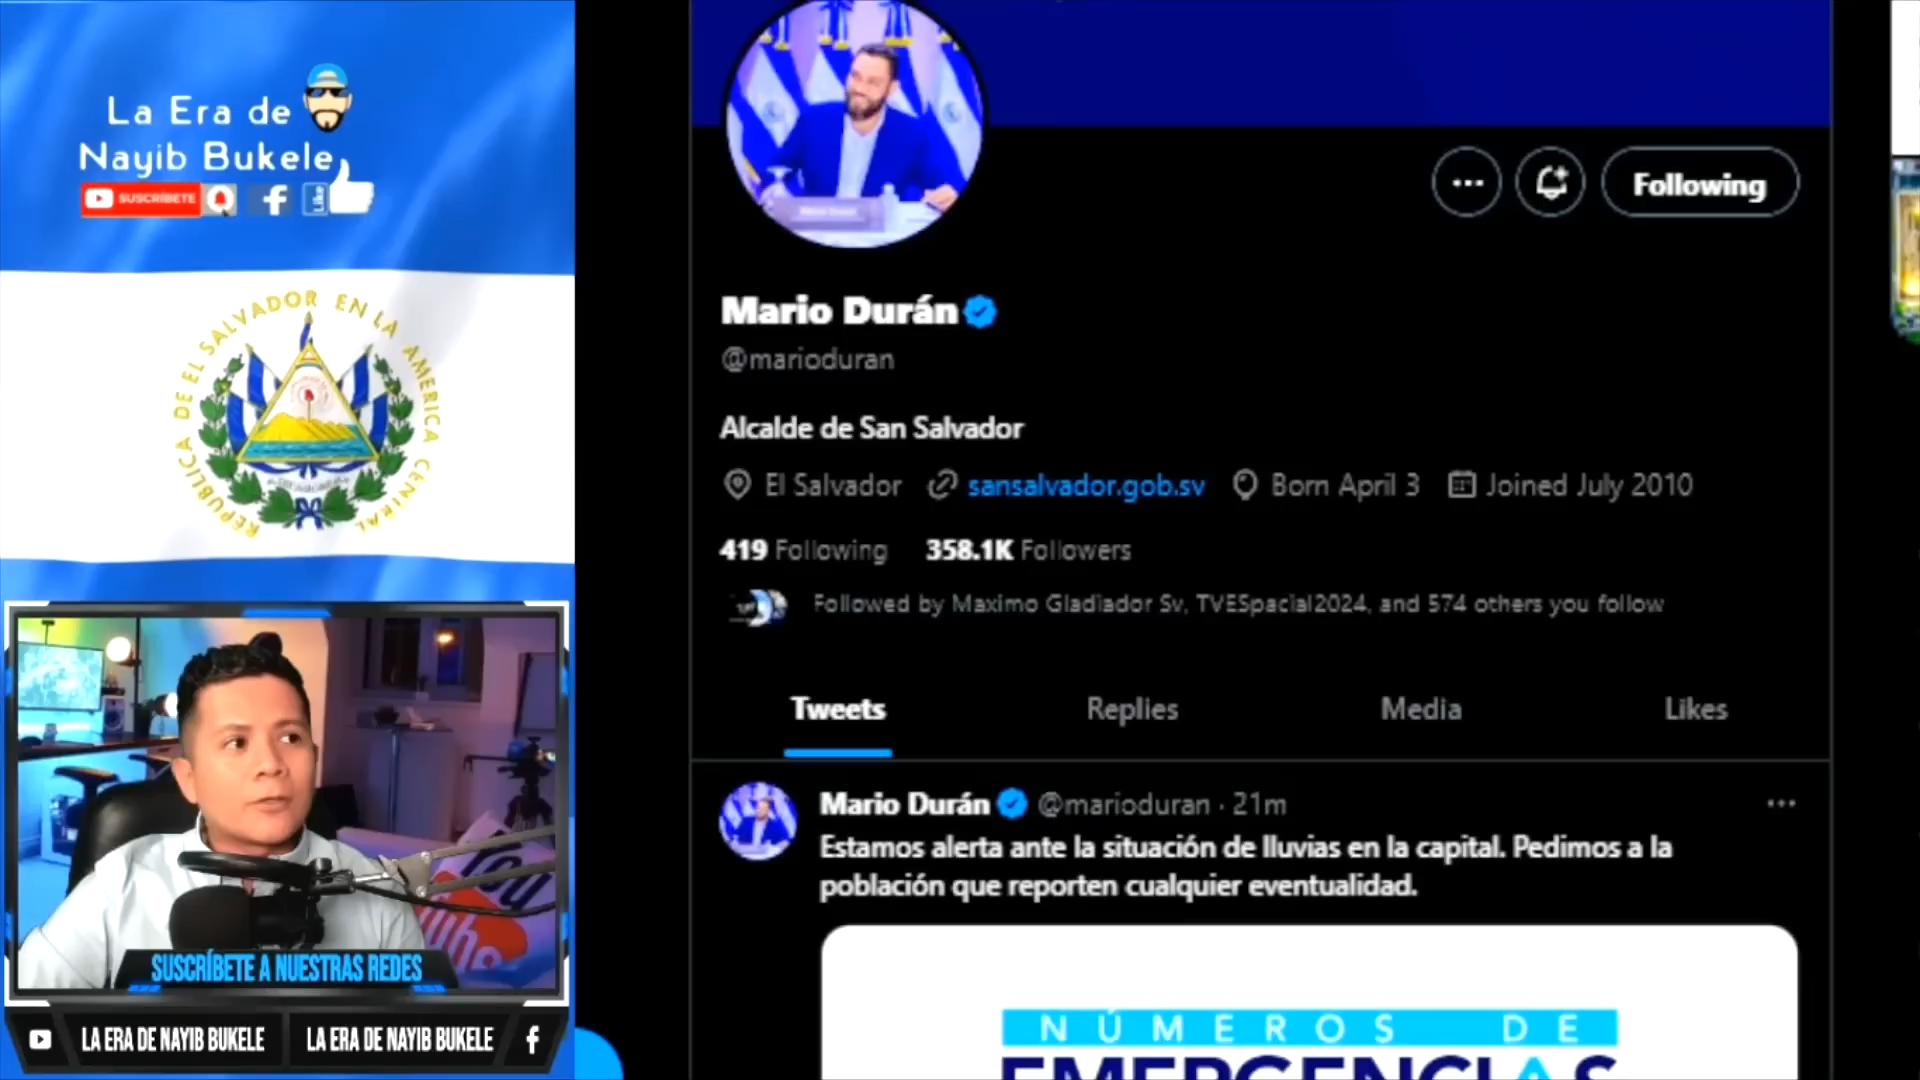 La Era de
Nayib Bukele
SUSCRÍBETE
Like
REPUBLICA DE EL SALVADOR EN LA AMERICA CENTRAL
SUSCRÍBETE A NUESTRAS REDES
LA ERA DE NAYIB BUKELE
LA ERA DE NAYIB BUKELE
Following
Mario Durán
@marioduran
Alcalde de San Salvador
El Salvador sansalvador.gob.sv Born April 3 Joined July 2010
419 Following 358.1K Followers
Followed by Maximo Gladiador Sv, TVESpacial2024, and 574 others you follow
Tweets Replies Media Likes
Mario Durán @marioduran · 21m
Estamos alerta ante la situación de lluvias en la capital. Pedimos a la
población que reporten cualquier eventualidad.
NÚMEROS DE
EMERGENCIAS